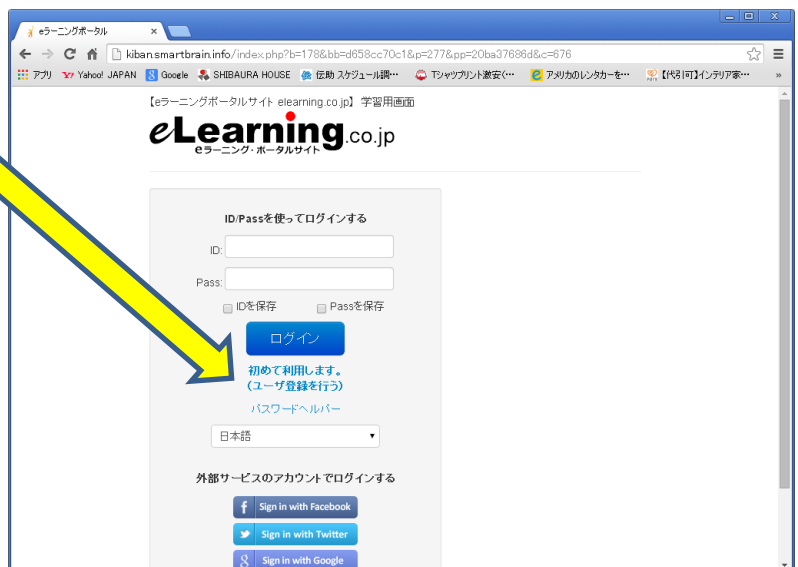 eラーニングポータル
kiban.smartbrain.info/index.php?b=178&bb=d658cc70c1&p=277&pp=20ba37686d&c=676
アプリ Yahoo! JAPAN Google SHIBAURA HOUSE 伝助 スケジュール調… Tシャツプリント激安(… アメリカのレンタカーを… 【代引可】インテリア家… »
【eラーニングポータルサイト elearning.co.jp】 学習用画面
eLearning.co.jp
eラーニング・ポータルサイト
ID/Passを使ってログインする
ID:
Pass:
IDを保存 Passを保存
ログイン
初めて利用します。
(ユーザ登録を行う)
パスワードヘルパー
日本語
外部サービスのアカウントでログインする
f Sign in with Facebook
Sign in with Twitter
8 Sign in with Google